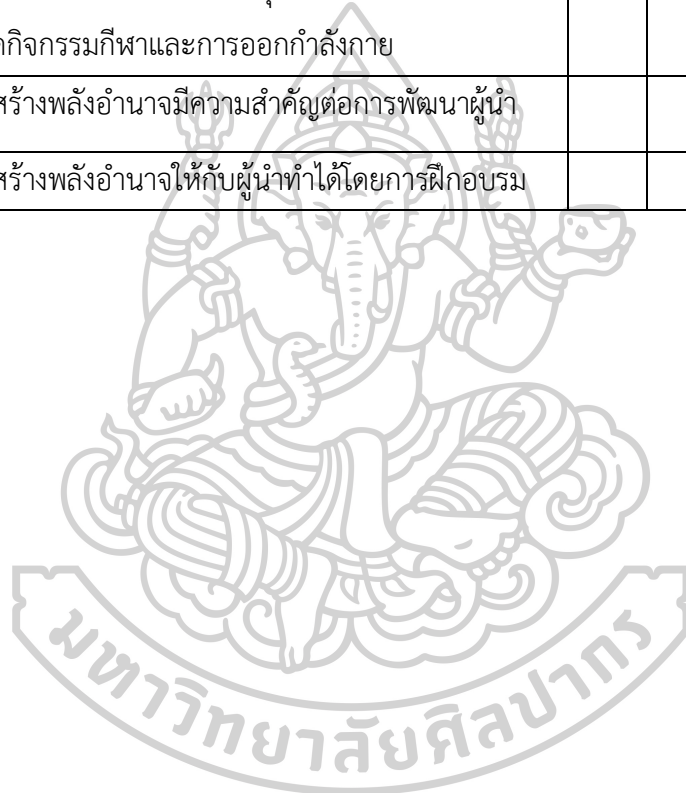 กิจกรรมกีฬาและการออกกำลังกาย
สร้างพลังอำนาจมีความสำคัญต่อการพัฒนาผู้นำ
สร้างพลังอำนาจให้กับผู้นำทำได้โดยการฝึกอบรม
มหาวิทยาลัยศิลปากร